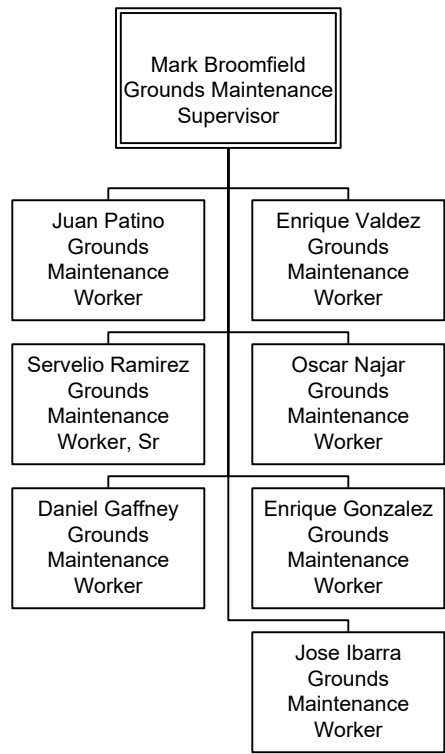 Mark Broomfield
Grounds Maintenance
Supervisor
Juan Patino
Grounds
Maintenance
Worker
Enrique Valdez
Grounds
Maintenance
Worker
Servelio Ramirez
Grounds
Maintenance
Worker, Sr
Oscar Najar
Grounds
Maintenance
Worker
Daniel Gaffney
Grounds
Maintenance
Worker
Enrique Gonzalez
Grounds
Maintenance
Worker
Jose Ibarra
Grounds
Maintenance
Worker